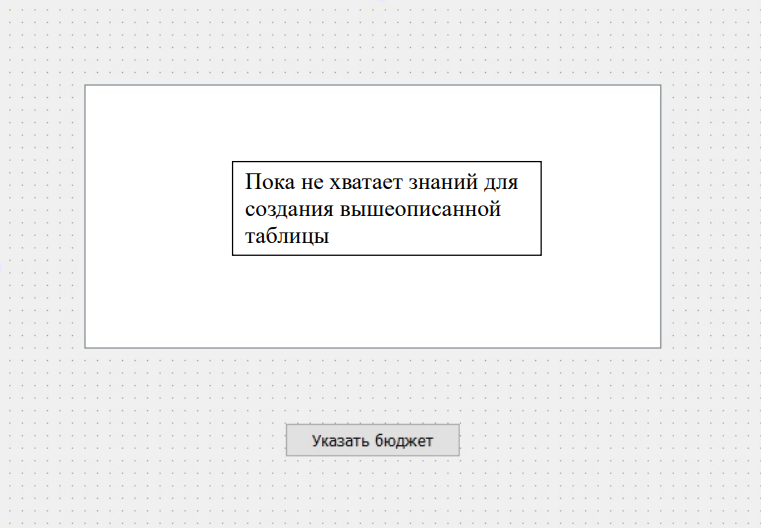 Пока не хватает знаний для
создания вышеописанной
таблицы
Указать бюджет